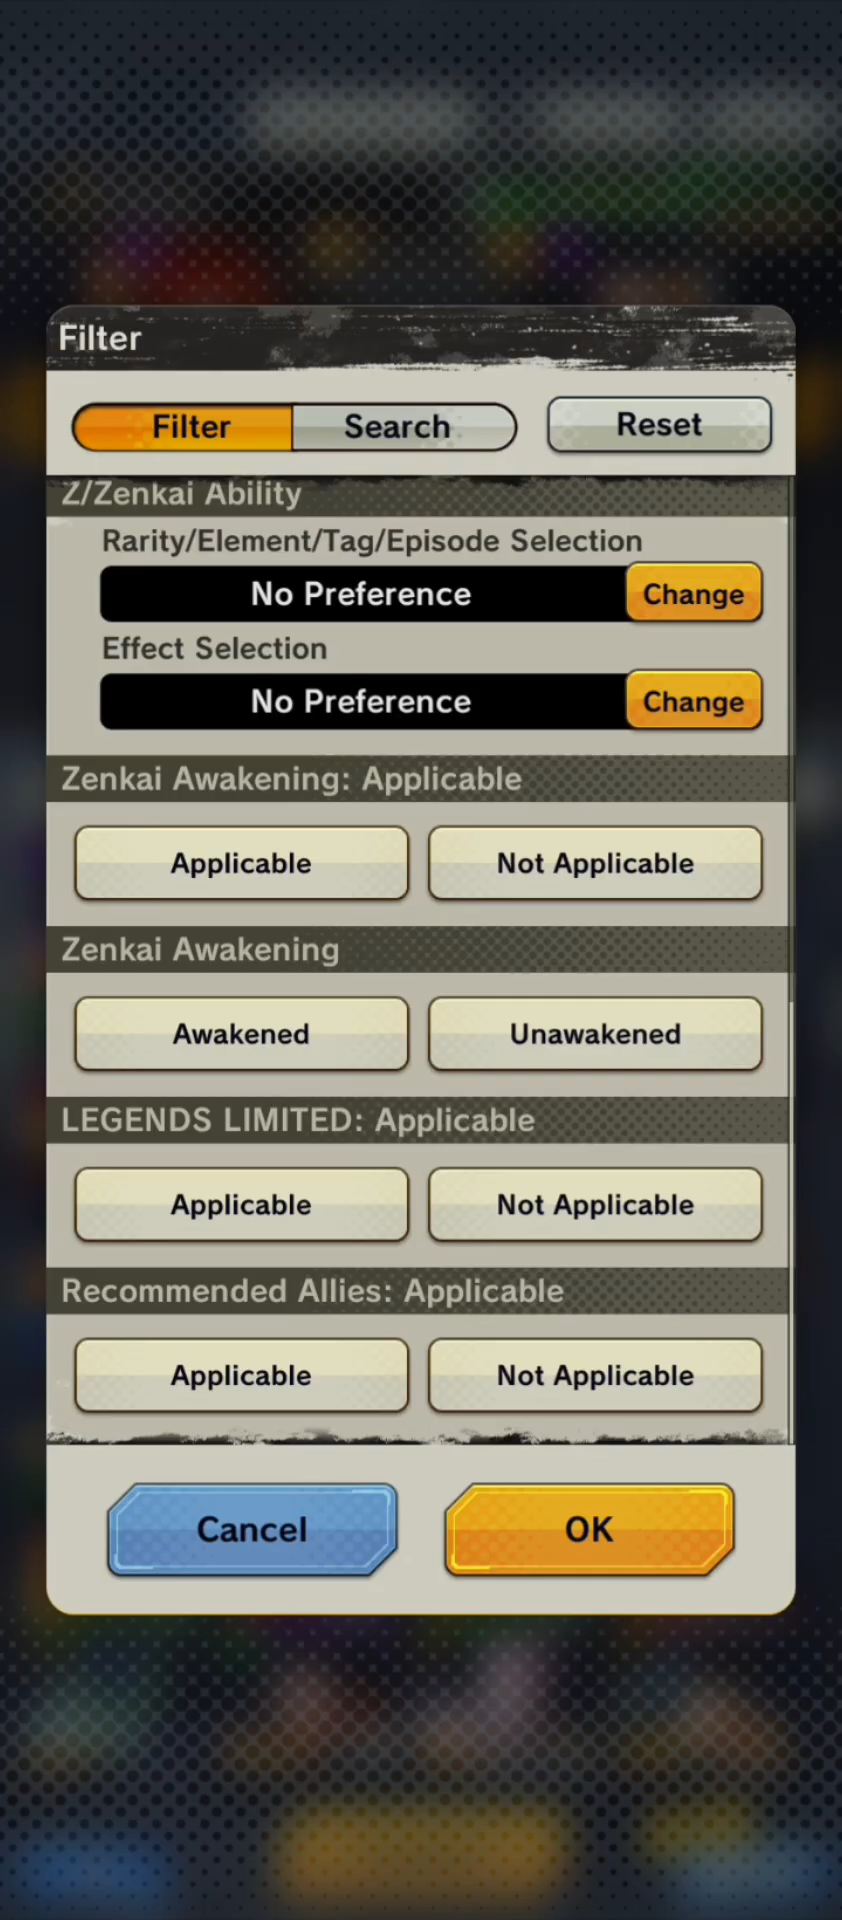 Filter
Filter Search Reset
Z/Zenkai Ability
Rarity/Element/Tag/Episode Selection
No Preference Change
Effect Selection
No Preference Change
Zenkai Awakening: Applicable
Applicable Not Applicable
Zenkai Awakening
Awakened Unawakened
LEGENDS LIMITED: Applicable
Applicable Not Applicable
Recommended Allies: Applicable
Applicable Not Applicable
Cancel OK